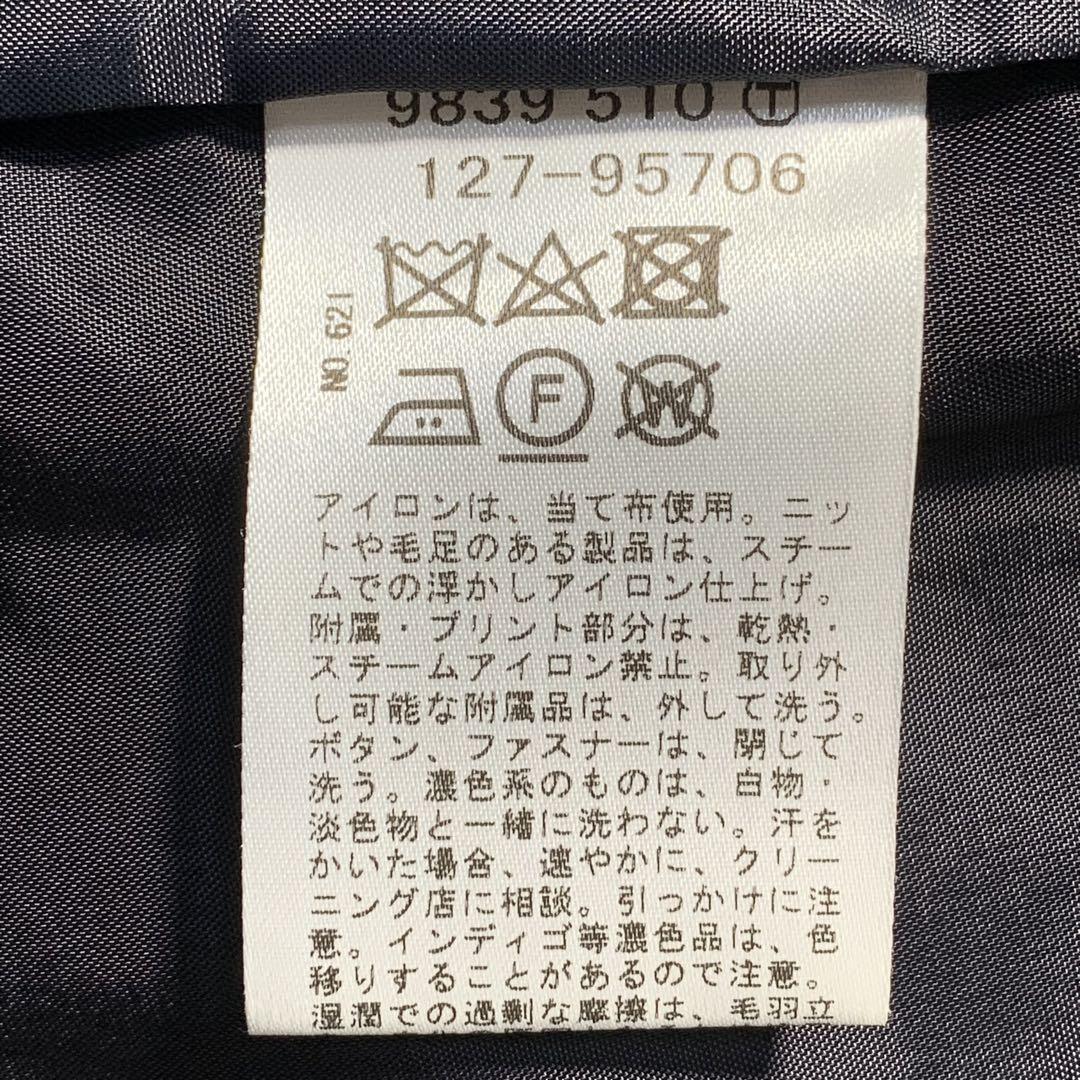 9839 510 Ⓣ
127-95706
NO 621
F
W
アイロンは、当て布使用。ニッ
トや毛足のある製品は、スチー
ムでの浮かしアイロン仕上げ。
附属・プリント部分は、乾熱・
スチームアイロン禁止。取り外
し可能な附属品は、外して洗う。
ボタン、ファスナーは、閉じて
洗う。濃色系のものは、白物・
淡色物と一緒に洗わない。汗を
かいた場合、速やかに、クリー
ニング店に相談。引っかけに注
意。インディゴ等濃色品は、色
移りすることがあるので注意。
湿潤での過剰な摩擦は、毛羽立